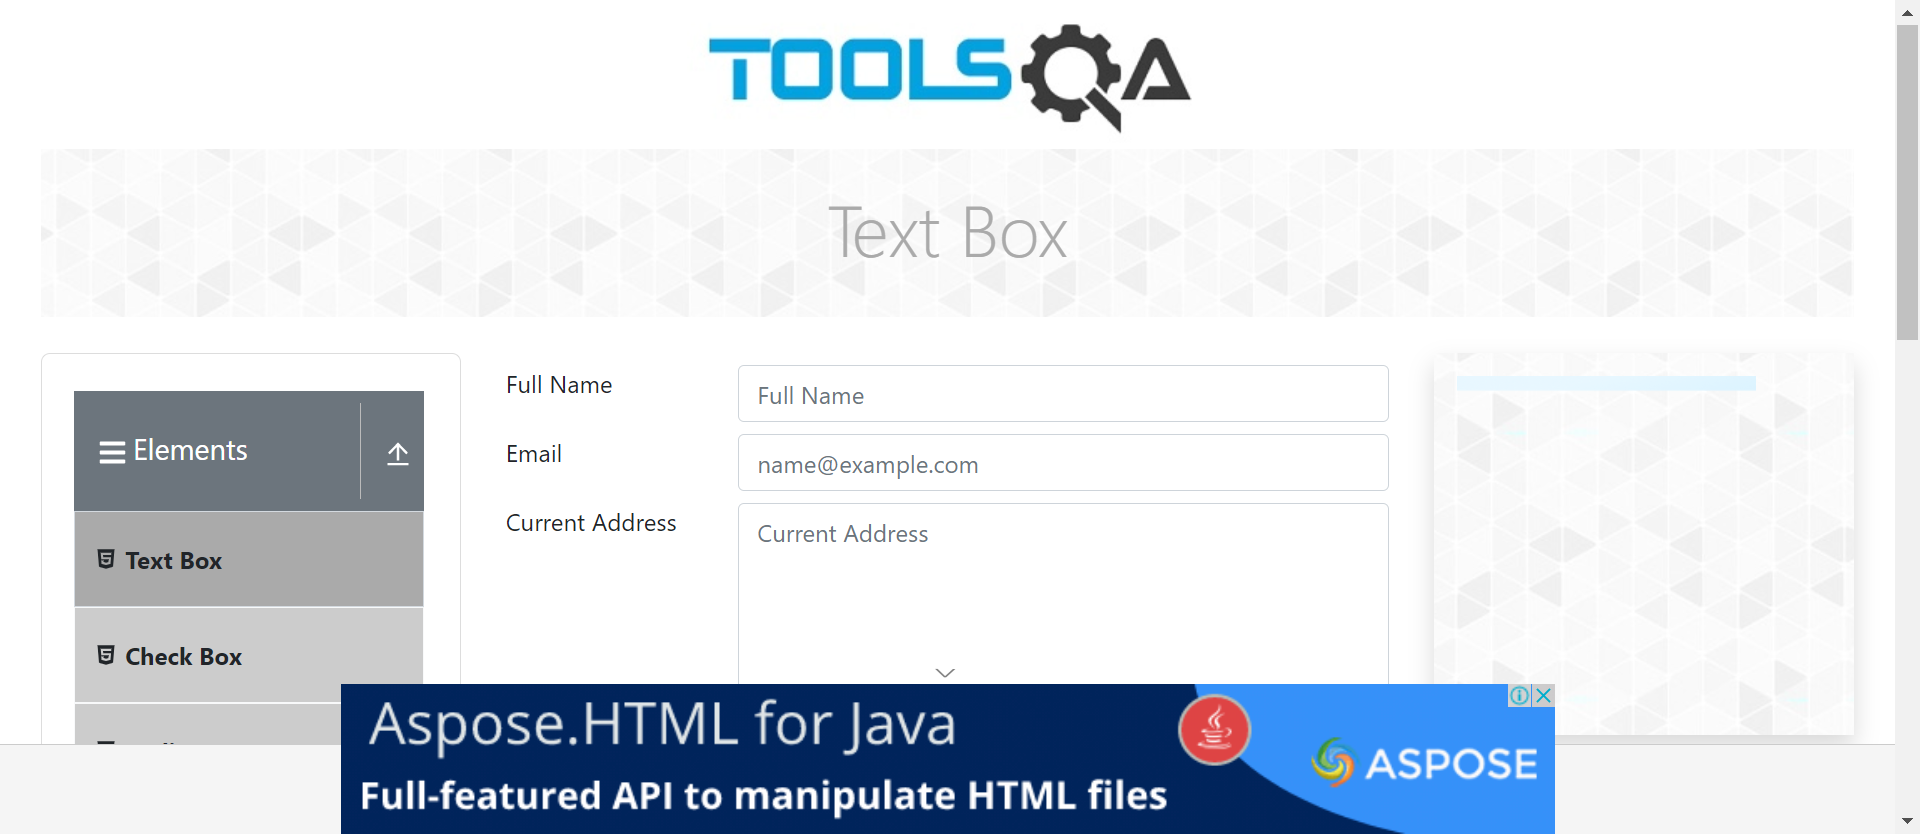 TOOLSQA
Text Box
Elements
Text Box
Check Box
Full Name
Full Name
Email
name@example.com
Current Address
Current Address
Aspose.HTML for Java
Full-featured API to manipulate HTML files
ASPOSE